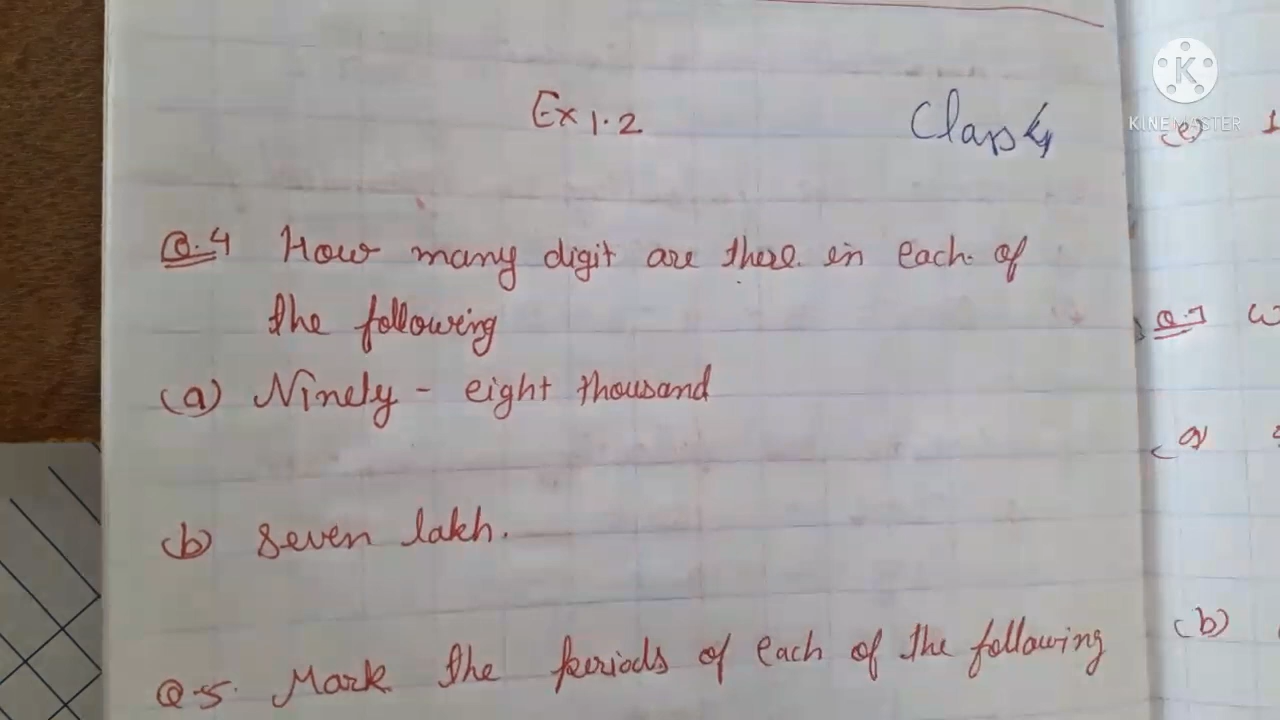 Ex 1.2
Class 4
Q.4 How many digit are there in each of
the following
(a) Ninety - eight thousand
(b) Seven lakh.
Q.5. Mark the periods of each of the following
KINEMASTER
(e) 1
Q.7 W
(a)
(b)